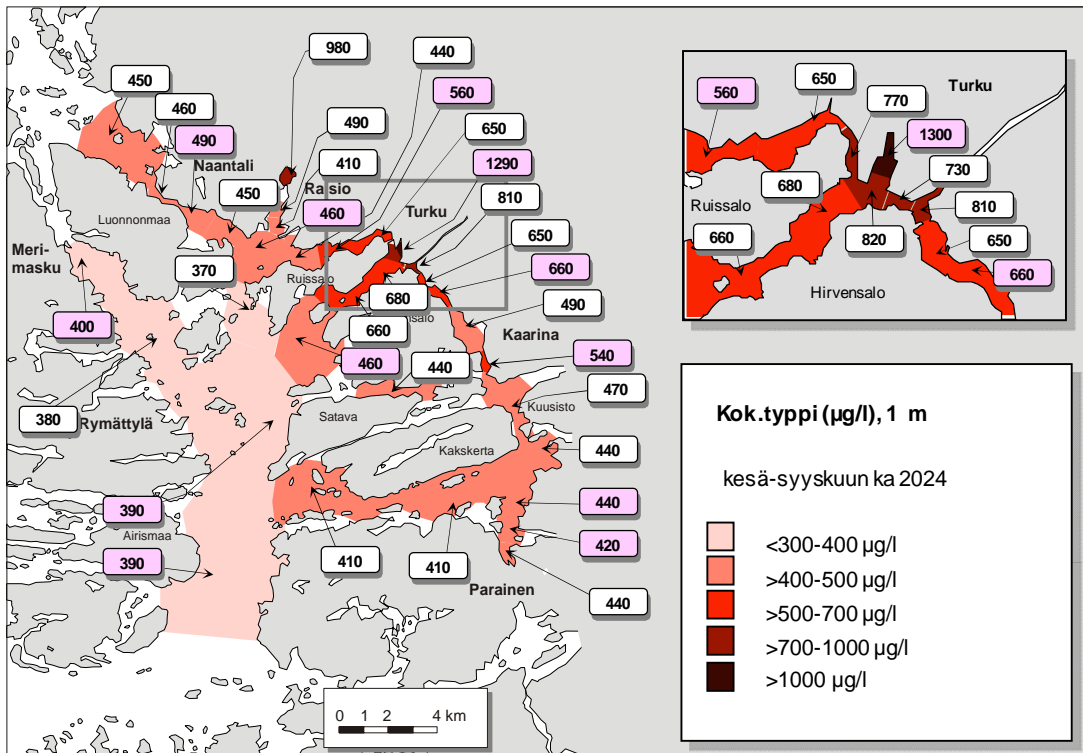 980
440
450
560
460
490
650
490
Naantali
410
1290
450
Raisio
460
Turku
810
Luonnonmaa
650
Meri-
masku
370
Ruissalo
660
680
490
400
660
Kaarina
460
440
540
380
Rymättylä
Satava
470
Kuusisto
Kakskerta
440
390
440
Airismaa
420
390
410
410
Parainen
440
0 1 2 4 km
650
Turku
560
770
1300
680
730
Ruissalo
810
660
820
650
660
Hirvensalo
Kok.typpi (µg/l), 1 m
kesä-syyskuun ka 2024
<300-400 µg/l
>400-500 µg/l
>500-700 µg/l
>700-1000 µg/l
>1000 µg/l